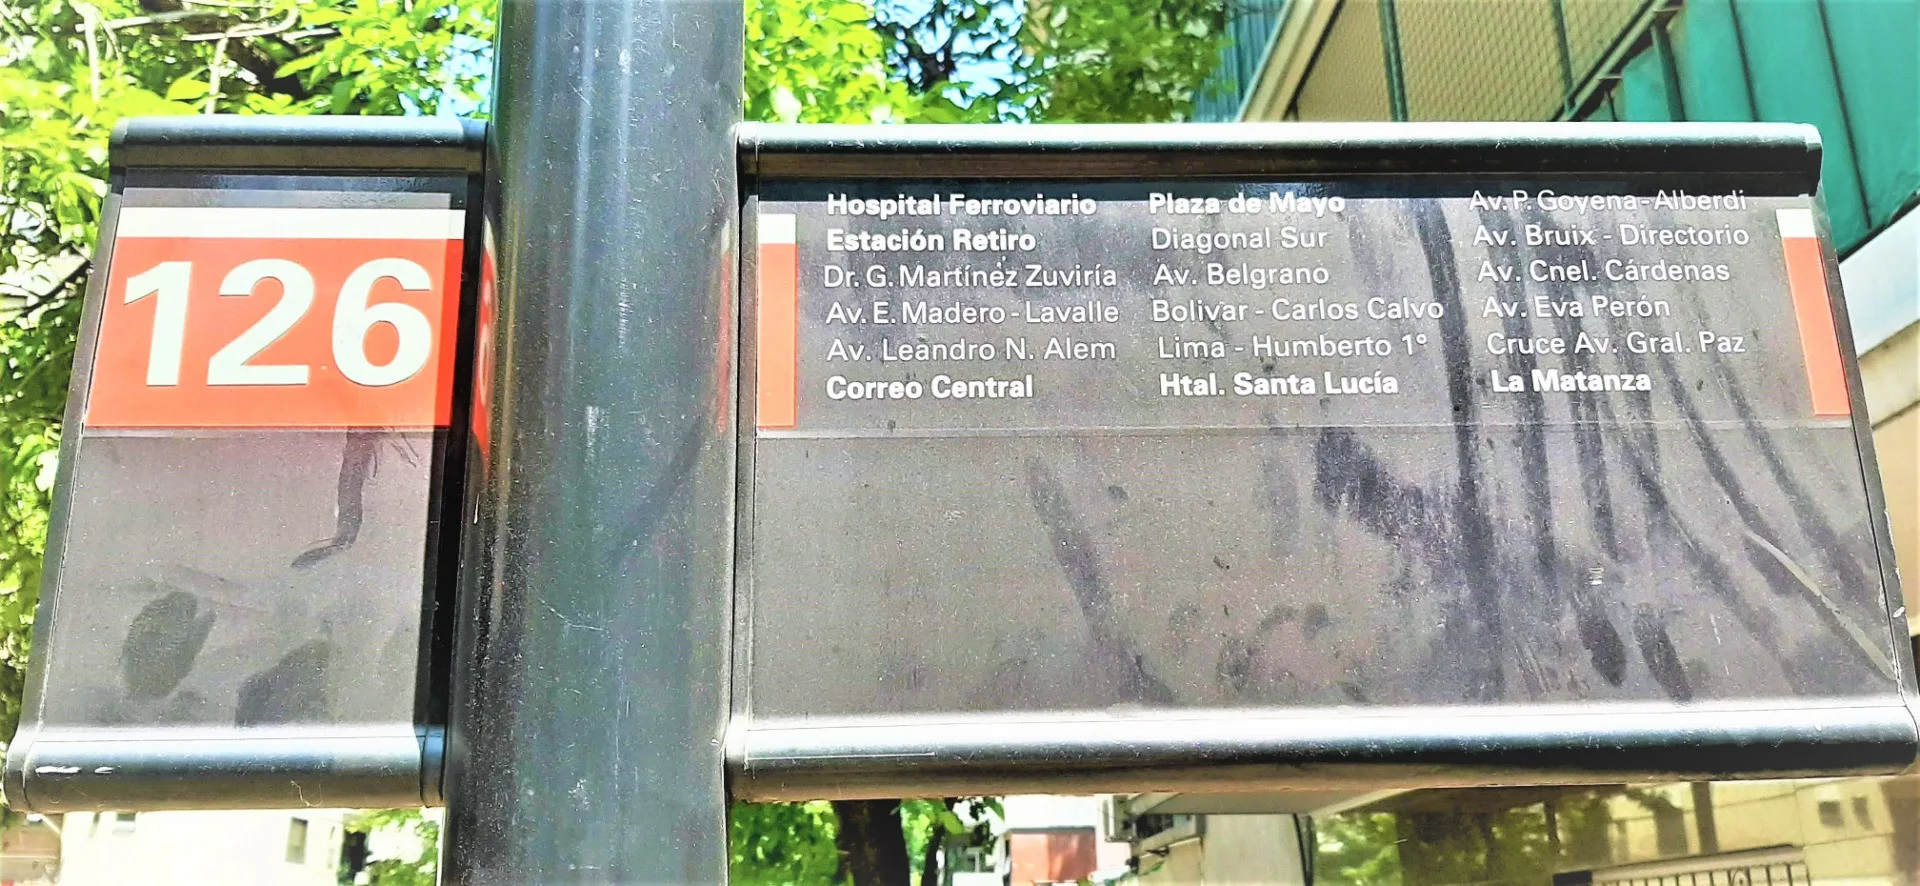 126
Hospital Ferroviario
Estación Retiro
Dr. G. Martínez Zuviría
Av. E. Madero - Lavalle
Av. Leandro N. Alem
Correo Central
Plaza de Mayo
Diagonal Sur
Av. Belgrano
Bolivar - Carlos Calvo
Lima - Humberto 1°
Htal. Santa Lucía
Av. P. Goyena - Alberdi
Av. Bruix - Directorio
Av. Cnel. Cárdenas
Av. Eva Perón
Cruce Av. Gral. Paz
La Matanza